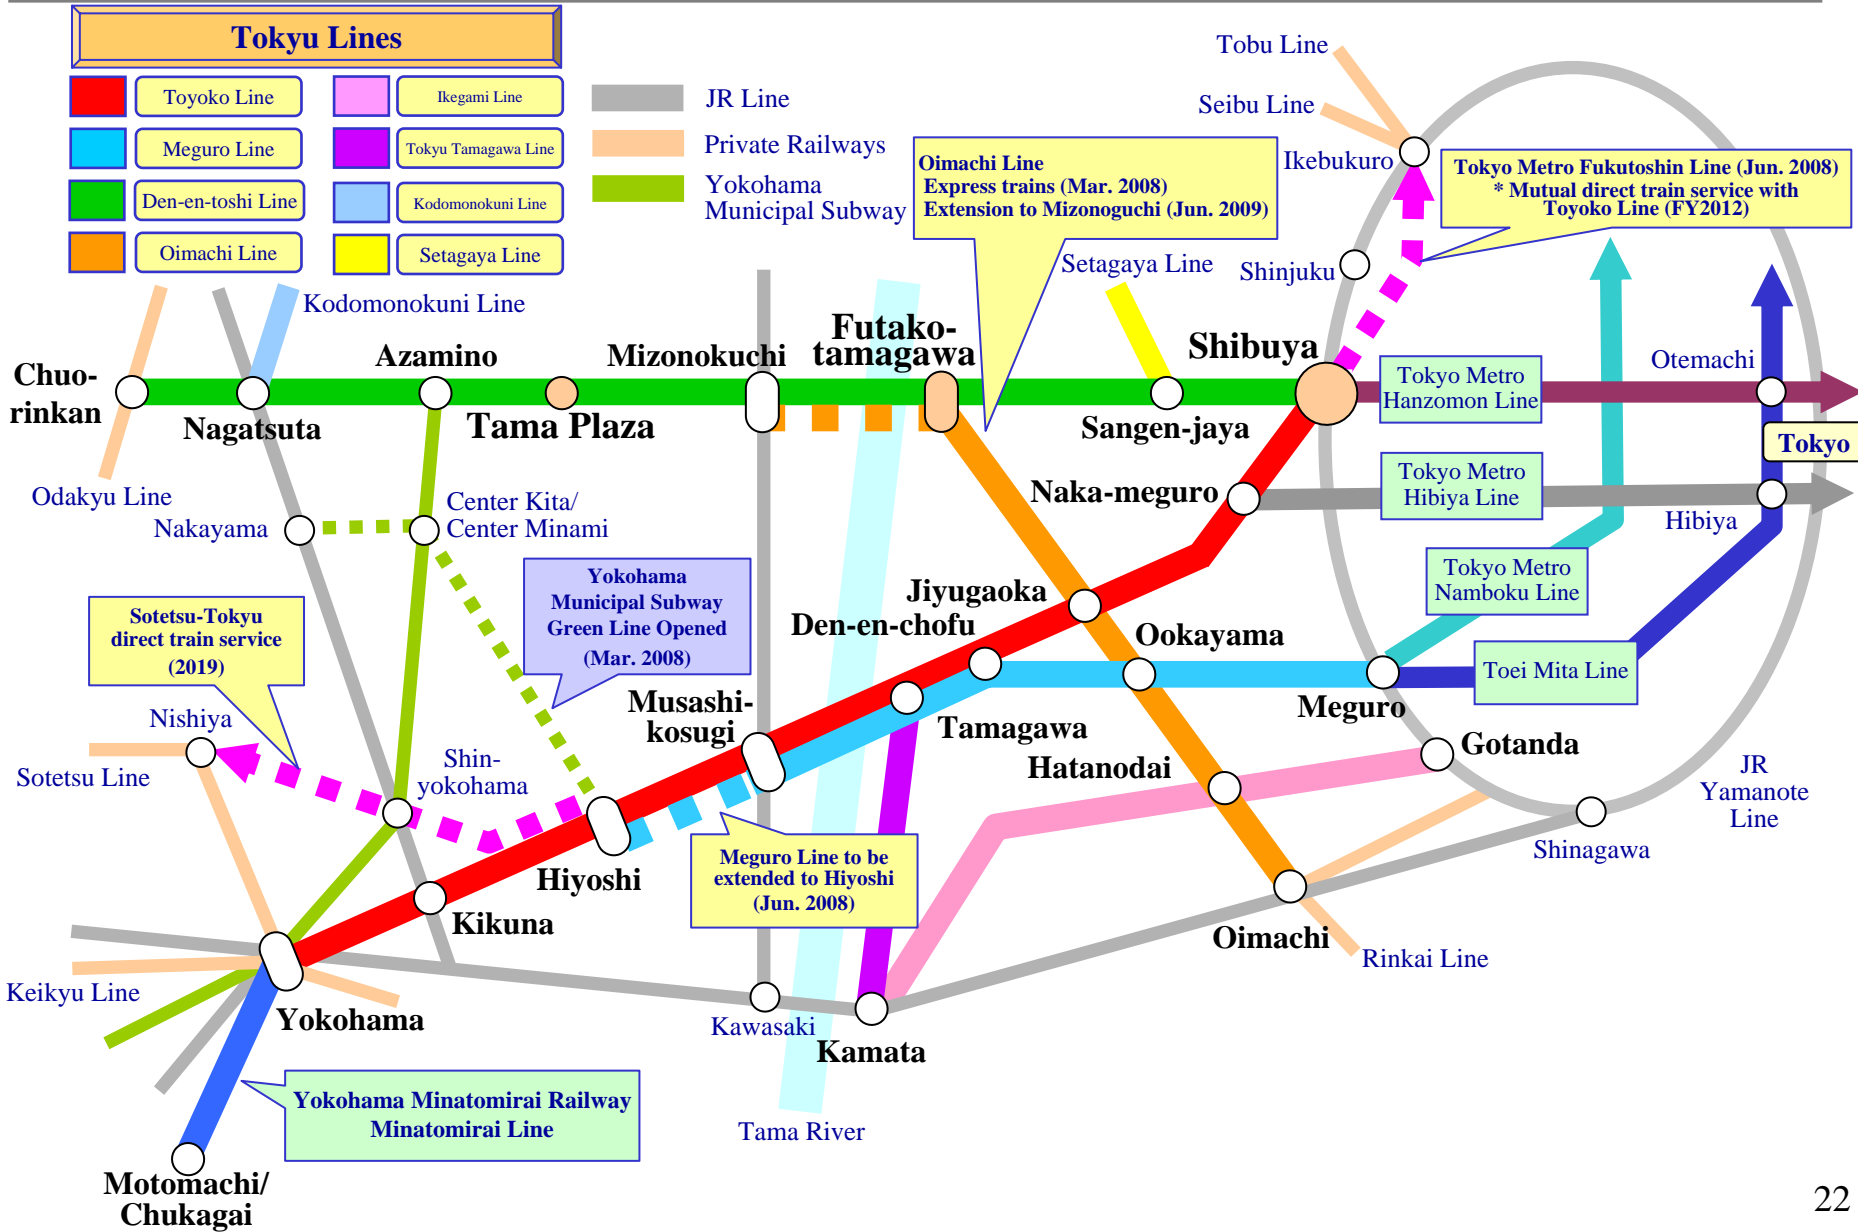 Tokyu Lines
Toyoko Line
Ikegami Line
Meguro Line
Tokyu Tamagawa Line
Den-en-toshi Line
Kodomonokuni Line
Oimachi Line
Setagaya Line
JR Line
Private Railways
Yokohama
Municipal Subway
Oimachi Line
Express trains (Mar. 2008)
Extension to Mizonoguchi (Jun. 2009)
Tobu Line
Seibu Line
Ikebukuro
Tokyo Metro Fukutoshin Line (Jun. 2008)
* Mutual direct train service with
Toyoko Line (FY2012)
Shinjuku
Setagaya Line
Kodomonokuni Line
Chuo-
rinkan
Nagatsuta
Azamino
Tama Plaza
Mizonokuchi
Futako-
tamagawa
Sangen-jaya
Shibuya
Tokyo Metro
Hanzomon Line
Otemachi
Tokyo
Odakyu Line
Nakayama
Center Kita/
Center Minami
Naka-meguro
Tokyo Metro
Hibiya Line
Hibiya
Yokohama
Municipal Subway
Green Line Opened
(Mar. 2008)
Jiyugaoka
Den-en-chofu
Ookayama
Tokyo Metro
Namboku Line
Sotetsu-Tokyu
direct train service
(2019)
Toei Mita Line
Musashi-
kosugi
Tamagawa
Meguro
Nishiya
Sotetsu Line
Shin-
yokohama
Hatanodai
Gotanda
JR
Yamanote
Line
Hiyoshi
Meguro Line to be
extended to Hiyoshi
(Jun. 2008)
Shinagawa
Kikuna
Oimachi
Rinkai Line
Keikyu Line
Yokohama
Kawasaki
Kamata
Yokohama Minatomirai Railway
Minatomirai Line
Tama River
Motomachi/
Chukagai
22